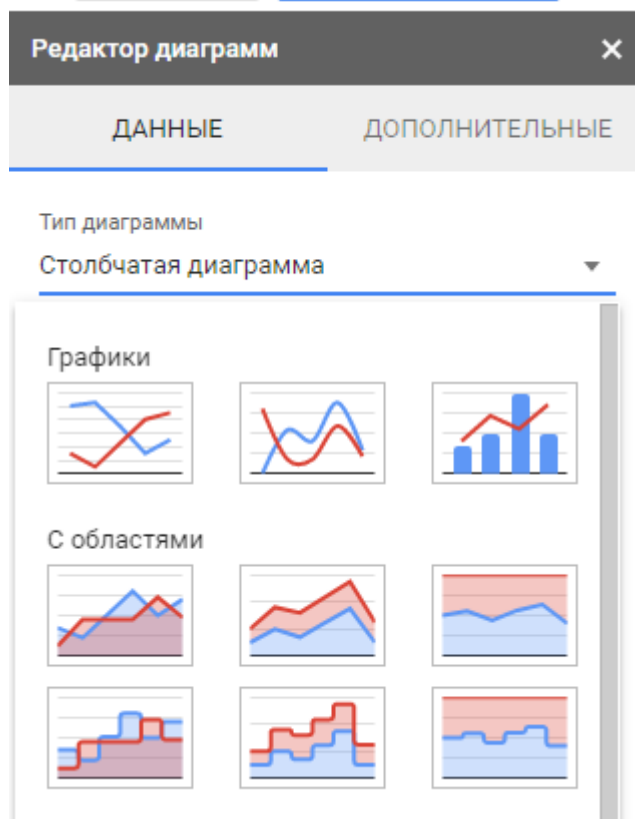 Редактор диаграмм
ДАННЫЕ ДОПОЛНИТЕЛЬНЫЕ
Тип диаграммы
Столбчатая диаграмма
Графики
С областями